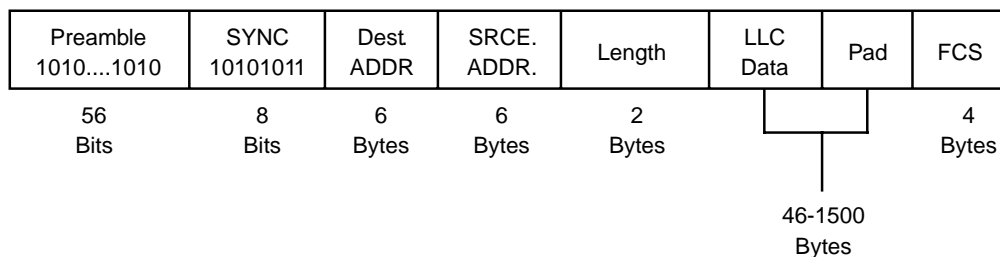 Preamble
1010....1010
SYNC
10101011
Dest.
ADDR
SRCE.
ADDR.
Length
LLC
Data
Pad
FCS
56
Bits
8
Bits
6
Bytes
6
Bytes
2
Bytes
4
Bytes
46-1500
Bytes